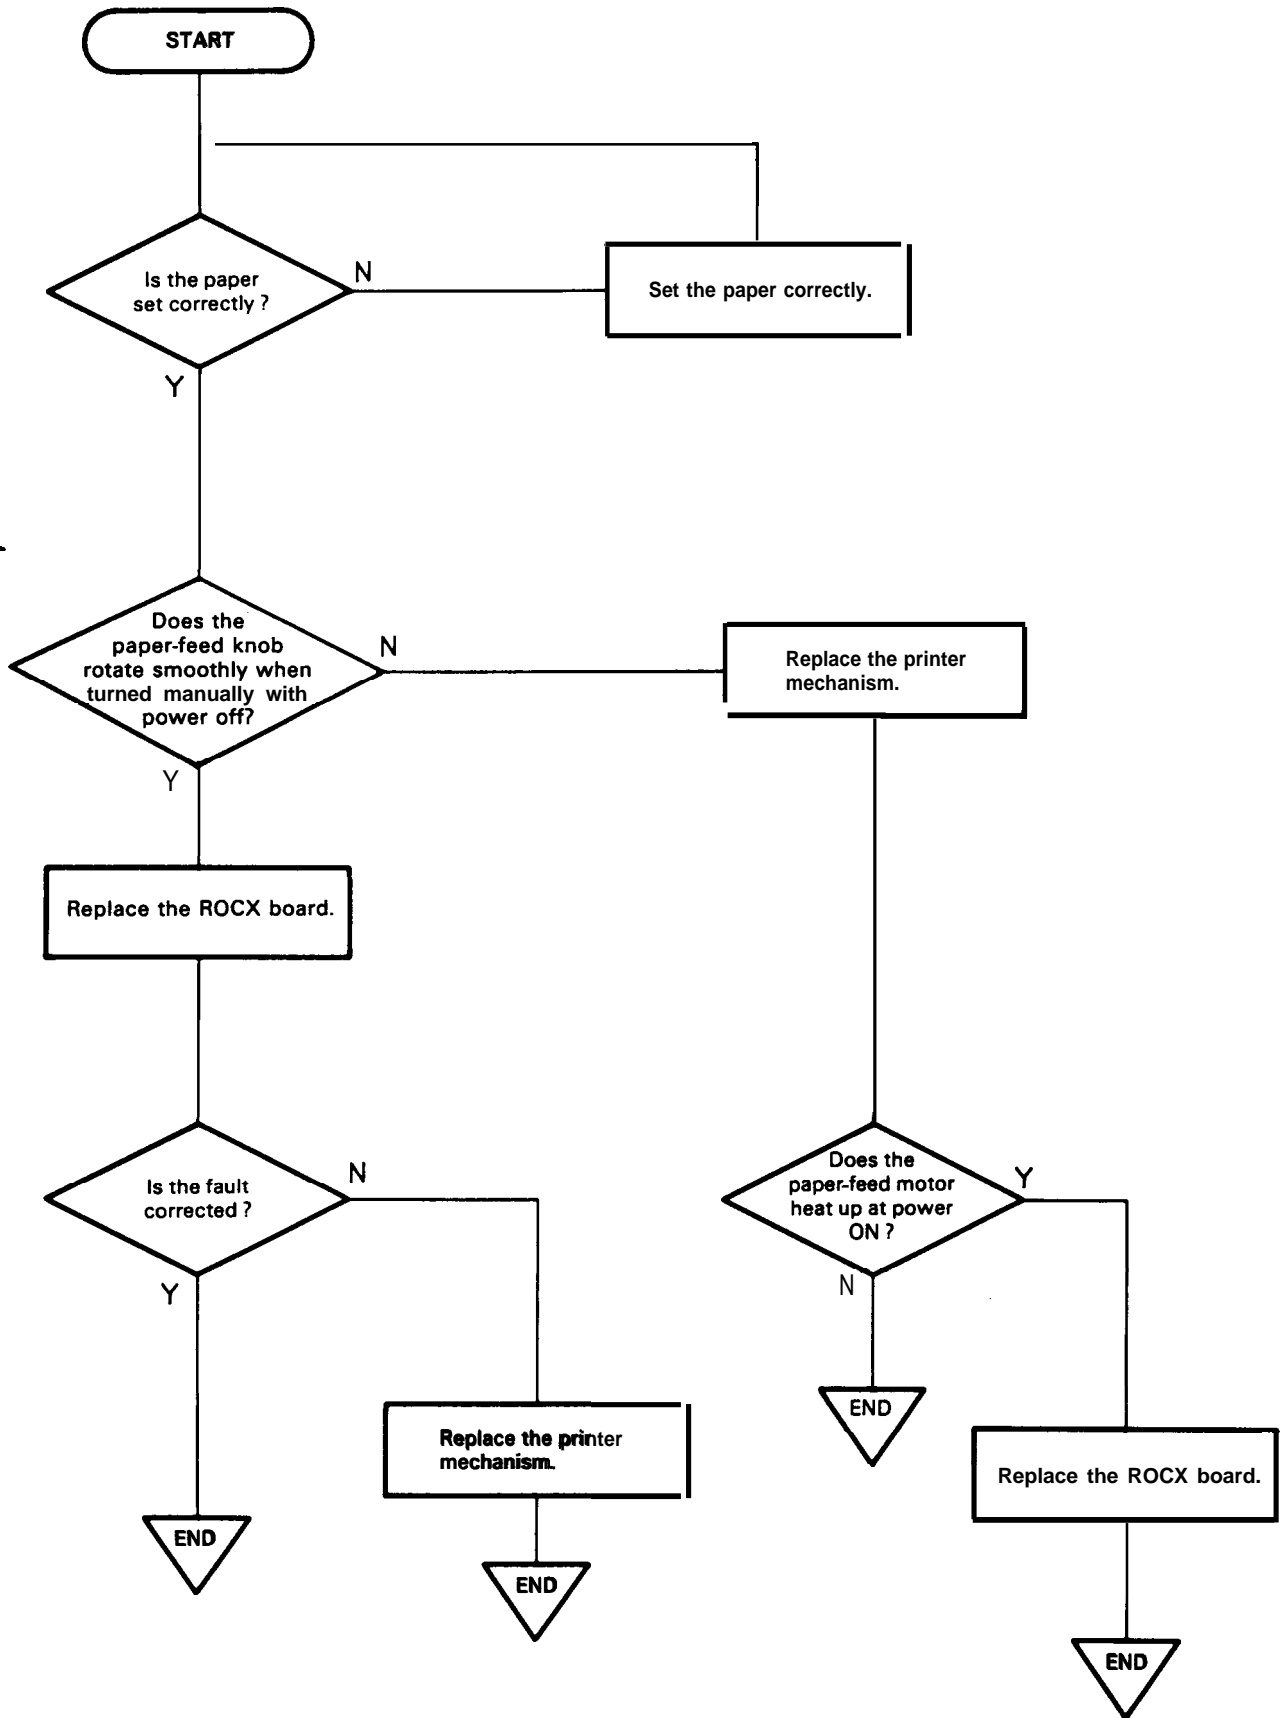 START
Is the paper
set correctly ?
N
Set the paper correctly.
Y
Does the
paper-feed knob
rotate smoothly when
turned manually with
power off?
N
Replace the printer
mechanism.
Y
Replace the ROCX board.
Is the fault
corrected ?
N
Y
Does the
paper-feed motor
heat up at power
ON ?
Y
N
END
Replace the printer
mechanism.
Replace the ROCX board.
END
END
END